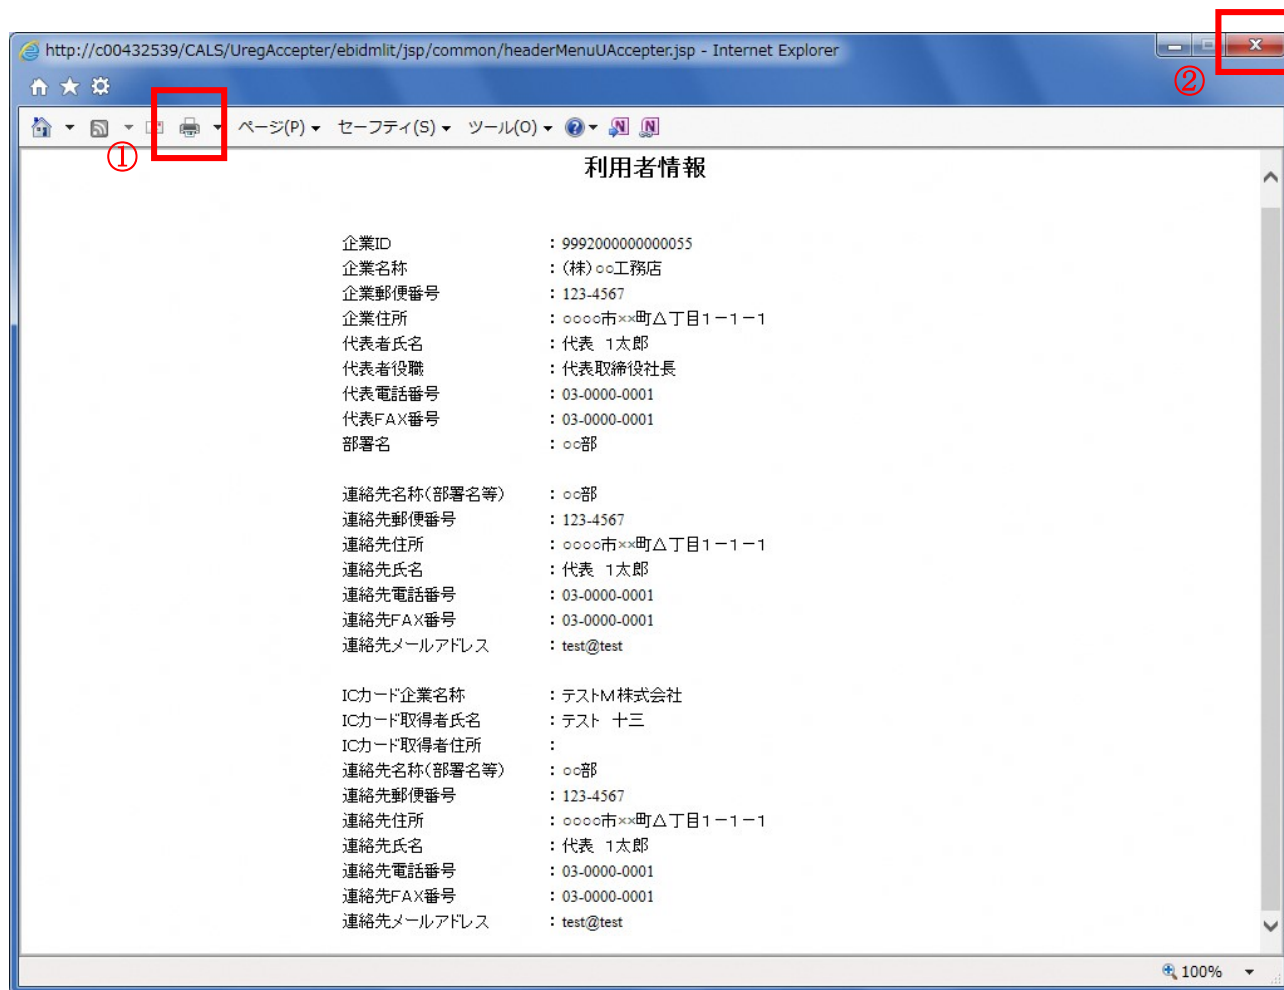 http://c00432539/CALS/UregAccepter/ebidmlit/jsp/common/headerMenuUAccepter.jsp - Internet Explorer
②
ページ(P) セーフティ(S) ツール(O)
①
利用者情報
企業ID : 9992000000000055
企業名称 : (株)○○工務店
企業郵便番号 : 123-4567
企業住所 : ○○○○市××町△丁目1-1-1
代表者氏名 : 代表 1太郎
代表者役職 : 代表取締役社長
代表電話番号 : 03-0000-0001
代表FAX番号 : 03-0000-0001
部署名 : ○○部
連絡先名称(部署名等) : ○○部
連絡先郵便番号 : 123-4567
連絡先住所 : ○○○○市××町△丁目1-1-1
連絡先氏名 : 代表 1太郎
連絡先電話番号 : 03-0000-0001
連絡先FAX番号 : 03-0000-0001
連絡先メールアドレス : test@test
ICカード企業名称 : テストM株式会社
ICカード取得者氏名 : テスト 十三
ICカード取得者住所 :
連絡先名称(部署名等) : ○○部
連絡先郵便番号 : 123-4567
連絡先住所 : ○○○○市××町△丁目1-1-1
連絡先氏名 : 代表 1太郎
連絡先電話番号 : 03-0000-0001
連絡先FAX番号 : 03-0000-0001
連絡先メールアドレス : test@test
100%